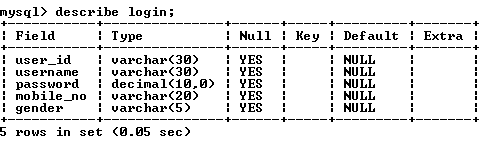 mysql> describe login;
+-----------+---------------+------+-----+---------+-------+
| Field | Type | Null | Key | Default | Extra |
+-----------+---------------+------+-----+---------+-------+
| user_id | varchar(30) | YES | | NULL | |
| username | varchar(30) | YES | | NULL | |
| password | decimal(10,0) | YES | | NULL | |
| mobile_no | varchar(20) | YES | | NULL | |
| gender | varchar(5) | YES | | NULL | |
+-----------+---------------+------+-----+---------+-------+
5 rows in set (0.05 sec)